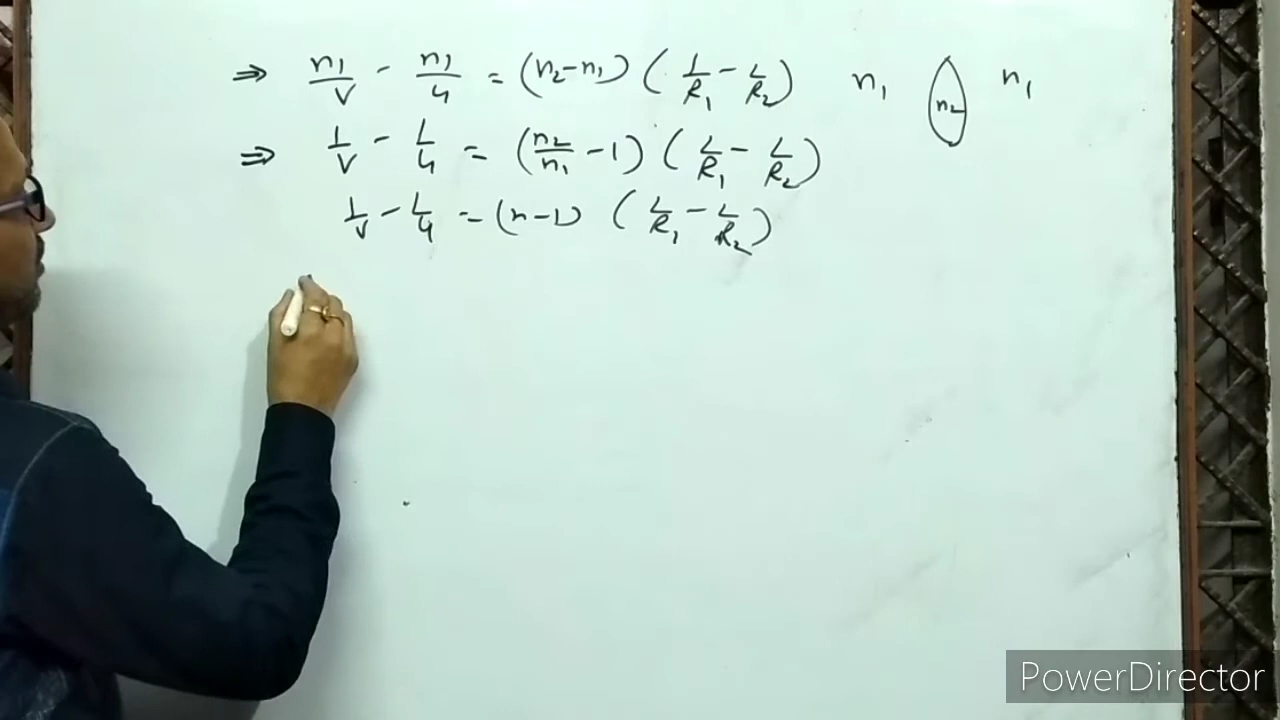 ⇒ n₁/v - n₁/u = (n₂-n₁) (1/R₁ - 1/R₂) n₁ n₂ n₁
⇒ 1/v - 1/u = (n₂/n₁ - 1) (1/R₁ - 1/R₂)
1/v - 1/u = (n-1) (1/R₁ - 1/R₂)
PowerDirector